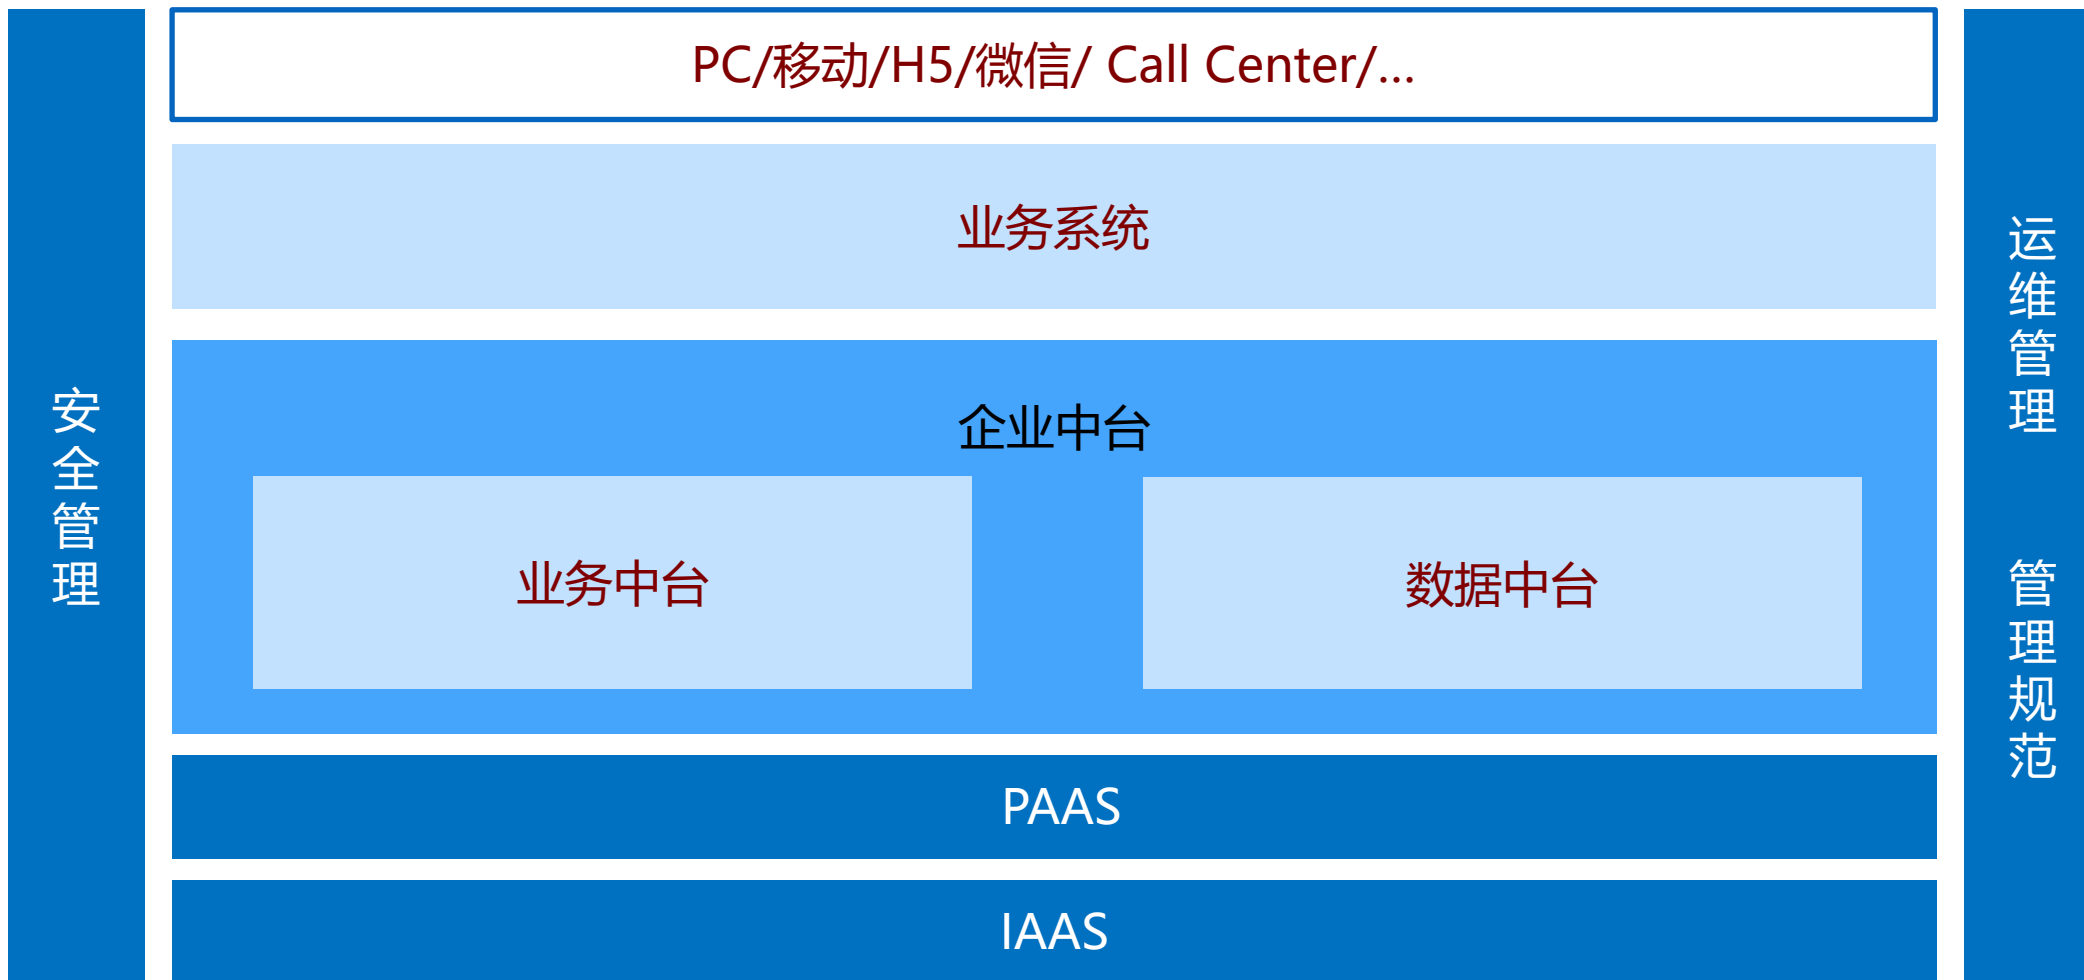 安全管理
PC/移动/H5/微信/ Call Center/...
业务系统
企业中台
业务中台
数据中台
PAAS
IAAS
运维管理
管理规范